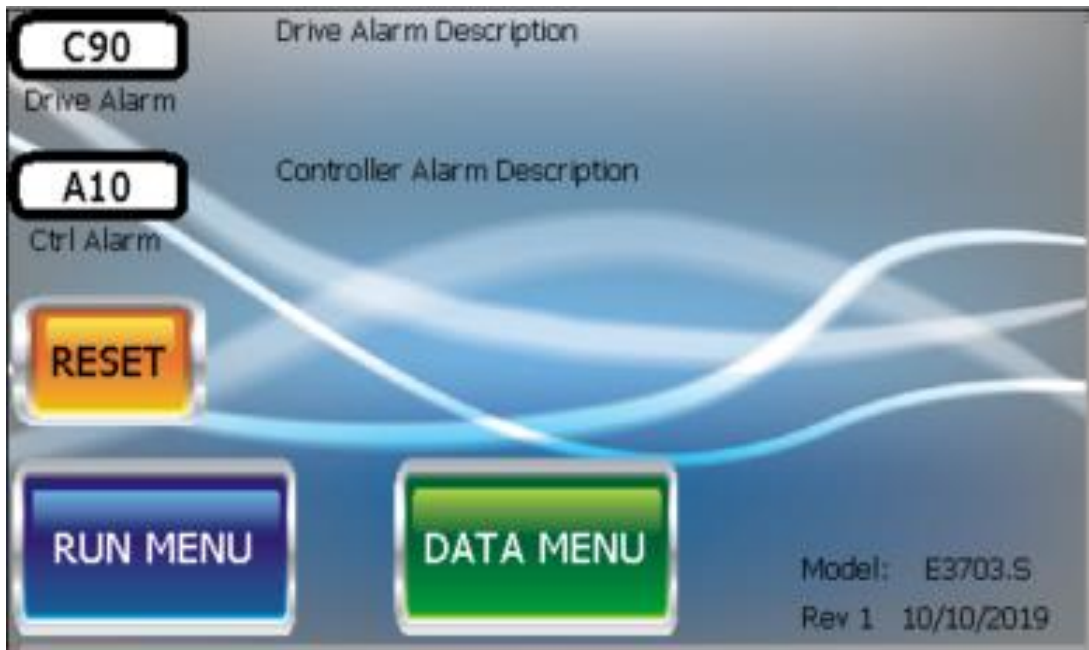 C90
Drive Alarm Description
Drive Alarm
A10
Controller Alarm Description
Ctrl Alarm
RESET
RUN MENU
DATA MENU
Model: E3703.S
Rev 1 10/10/2019